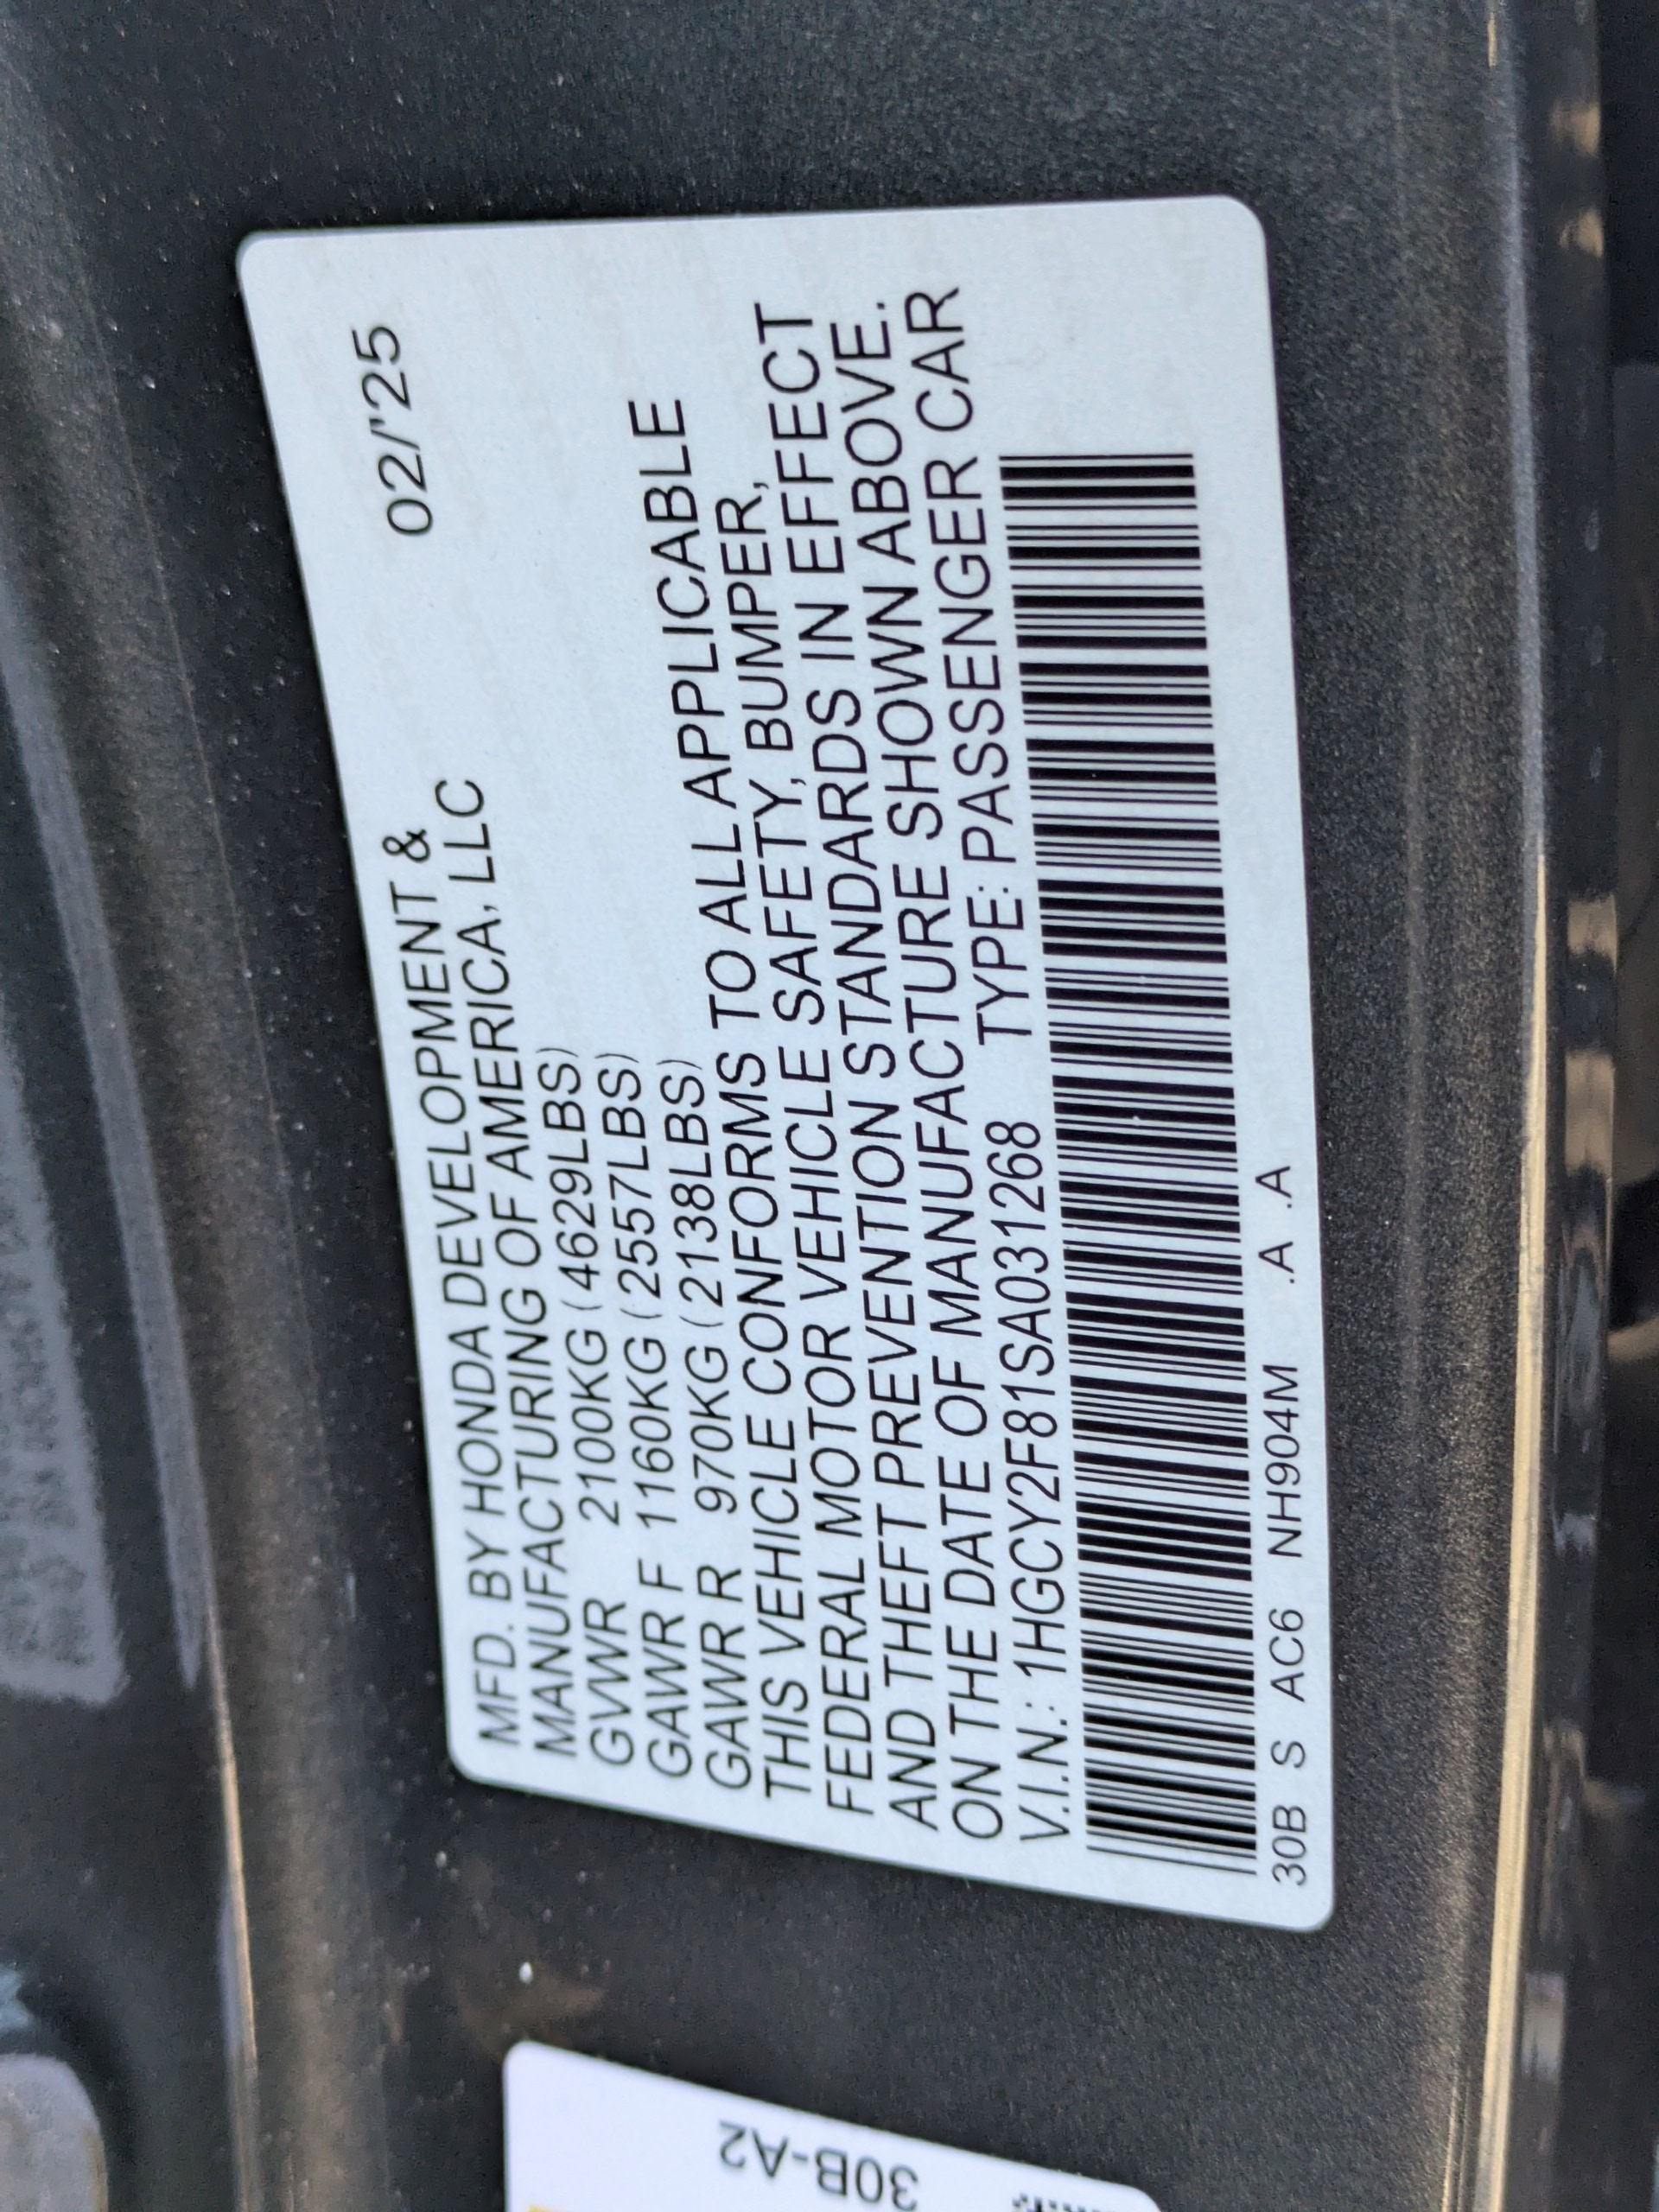 MFD. BY HONDA DEVELOPMENT & 02/'25
MANUFACTURING OF AMERICA, LLC
GVWR 2100KG (4629LBS)
GAWR F 1160KG (2557LBS)
GAWR R 970KG (2138LBS)
THIS VEHICLE CONFORMS TO ALL APPLICABLE
FEDERAL MOTOR VEHICLE SAFETY, BUMPER,
AND THEFT PREVENTION STANDARDS IN EFFECT
ON THE DATE OF MANUFACTURE SHOWN ABOVE.
V.I.N.: 1HGCY2F81SA031268 TYPE: PASSENGER CAR
30B S AC6 NH904M .A .A
30B-A2